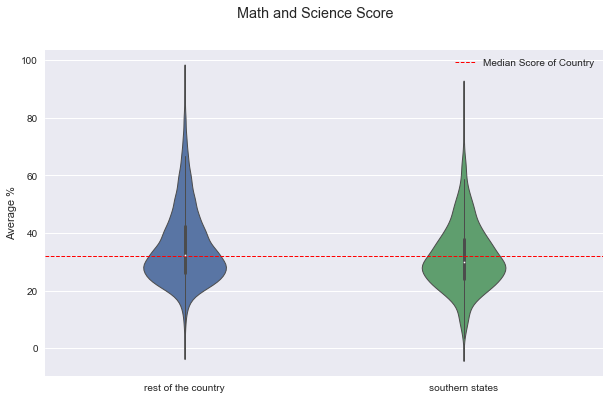 Math and Science Score
Median Score of Country
Average %
100
80
60
40
20
0
rest of the country
southern states